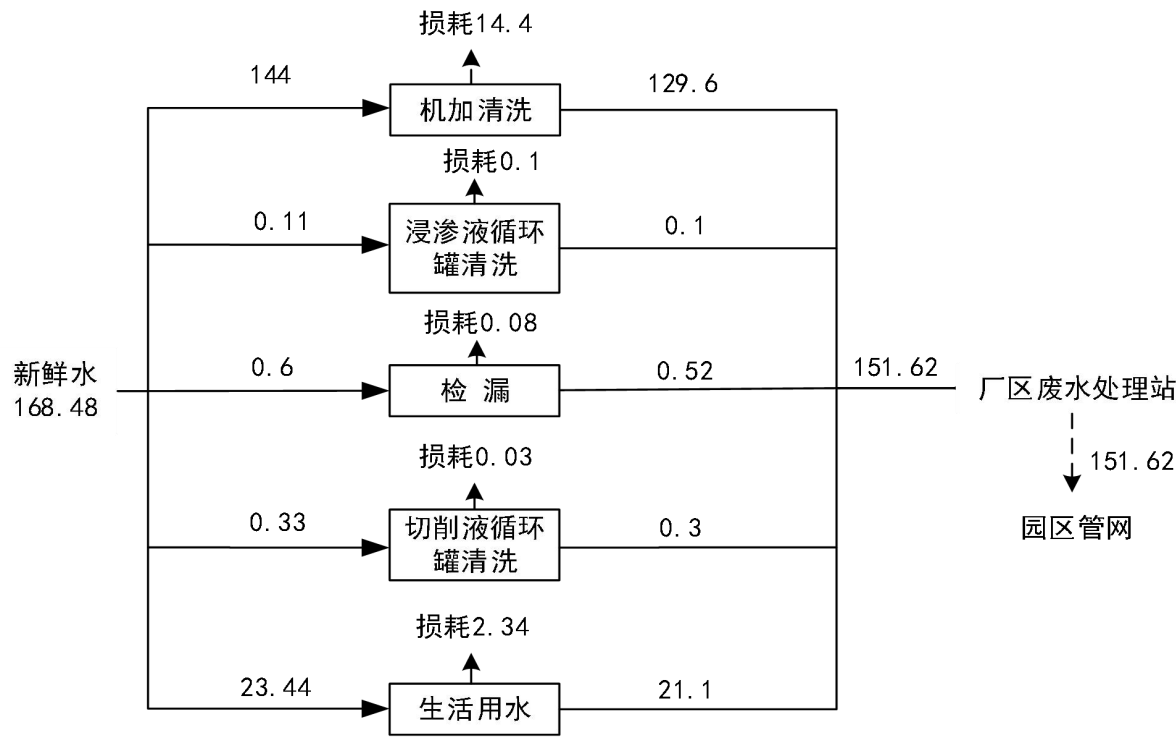 损耗14.4
144
机加清洗
129.6
损耗0.1
0.11
浸渗液循环
罐清洗
0.1
损耗0.08
新鲜水
168.48
0.6
检 漏
0.52
151.62
厂区废水处理站
151.62
园区管网
损耗0.03
0.33
切削液循环
罐清洗
0.3
损耗2.34
23.44
生活用水
21.1